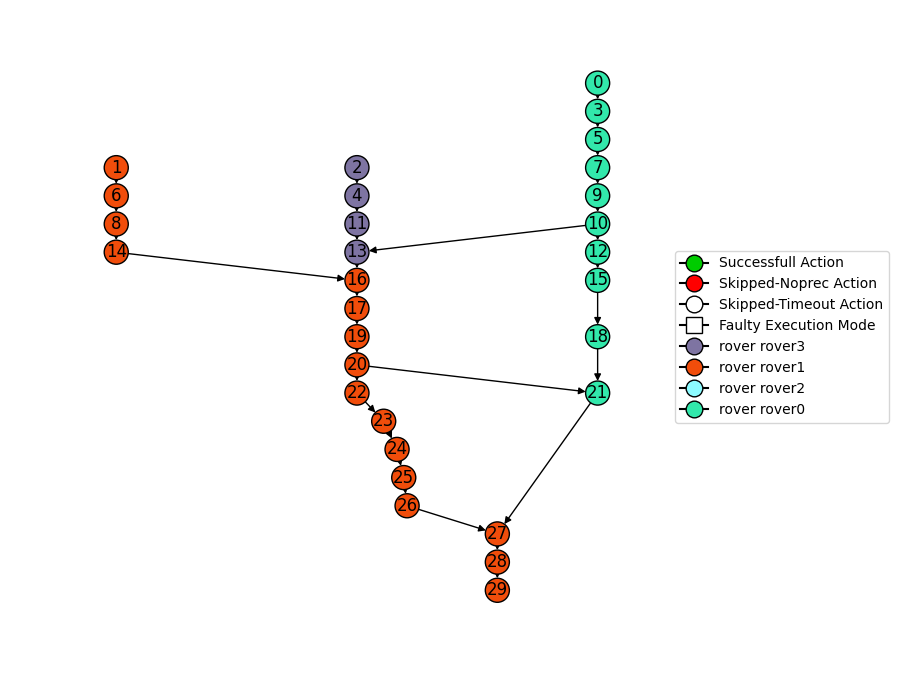 0
3
5
1 2 7
6 4 9
8 11 10
14 13 12
16 15
17
19 18
20
22 21
23
24
25
26
27
28
29
Successfull Action
Skipped-Noprec Action
Skipped-Timeout Action
Faulty Execution Mode
rover rover3
rover rover1
rover rover2
rover rover0